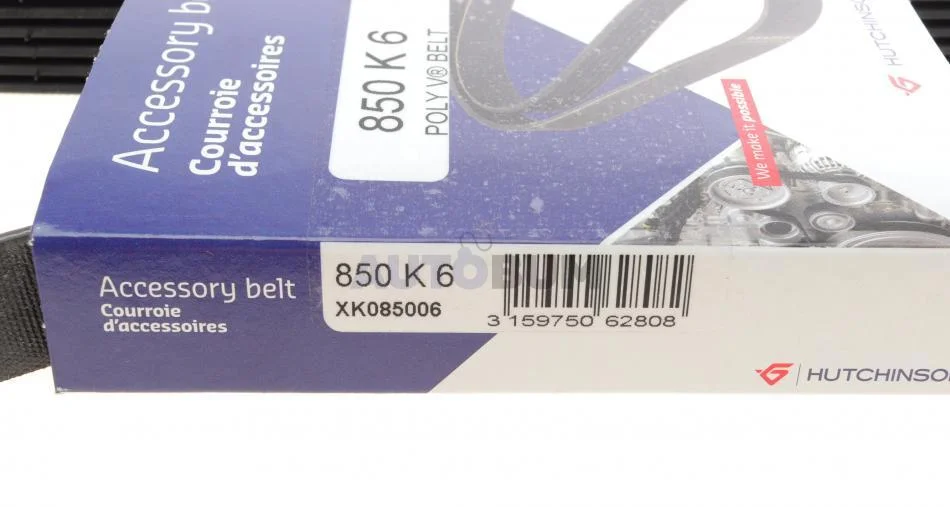 Accessory b
Courroie
d'accessoires
850 K 6
POLY V® BELT
We make it possible
HUTCHINSO
Accessory belt
Courroie
d'accessoires
850 K 6
XK085006
3 159750 62808
AUTOBUM
HUTCHINSO